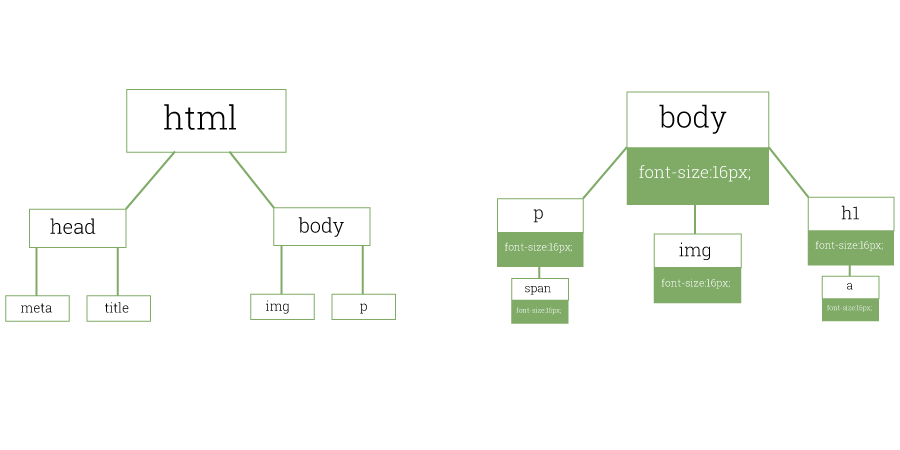 html
head
body
meta
title
img
p
body
font-size:16px;
p
font-size:16px;
img
font-size:16px;
h1
font-size:16px;
span
font-size:16px;
a
font-size:16px;